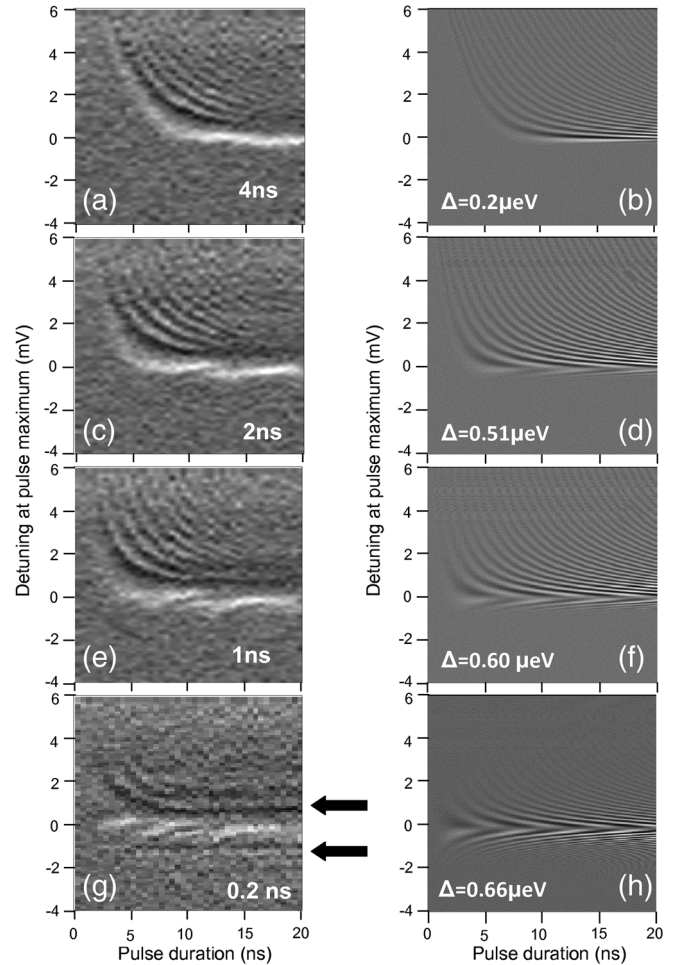 6
4
2
0
-2
-4
(a)
4ns
6
4
2
0
-2
-4
Δ=0.2µeV
(b)
6
4
2
0
-2
-4
(c)
2ns
6
4
2
0
-2
-4
Δ=0.51µeV
(d)
Detuning at pulse maximum (mV)
Detuning at pulse maximum (mV)
6
4
2
0
-2
-4
(e)
1ns
6
4
2
0
-2
-4
Δ=0.60 µeV
(f)
6
4
2
0
-2
-4
(g)
0.2 ns
0 5 10 15 20
Pulse duration (ns)
6
4
2
0
-2
-4
Δ=0.66µeV
(h)
0 5 10 15 20
Pulse duration (ns)